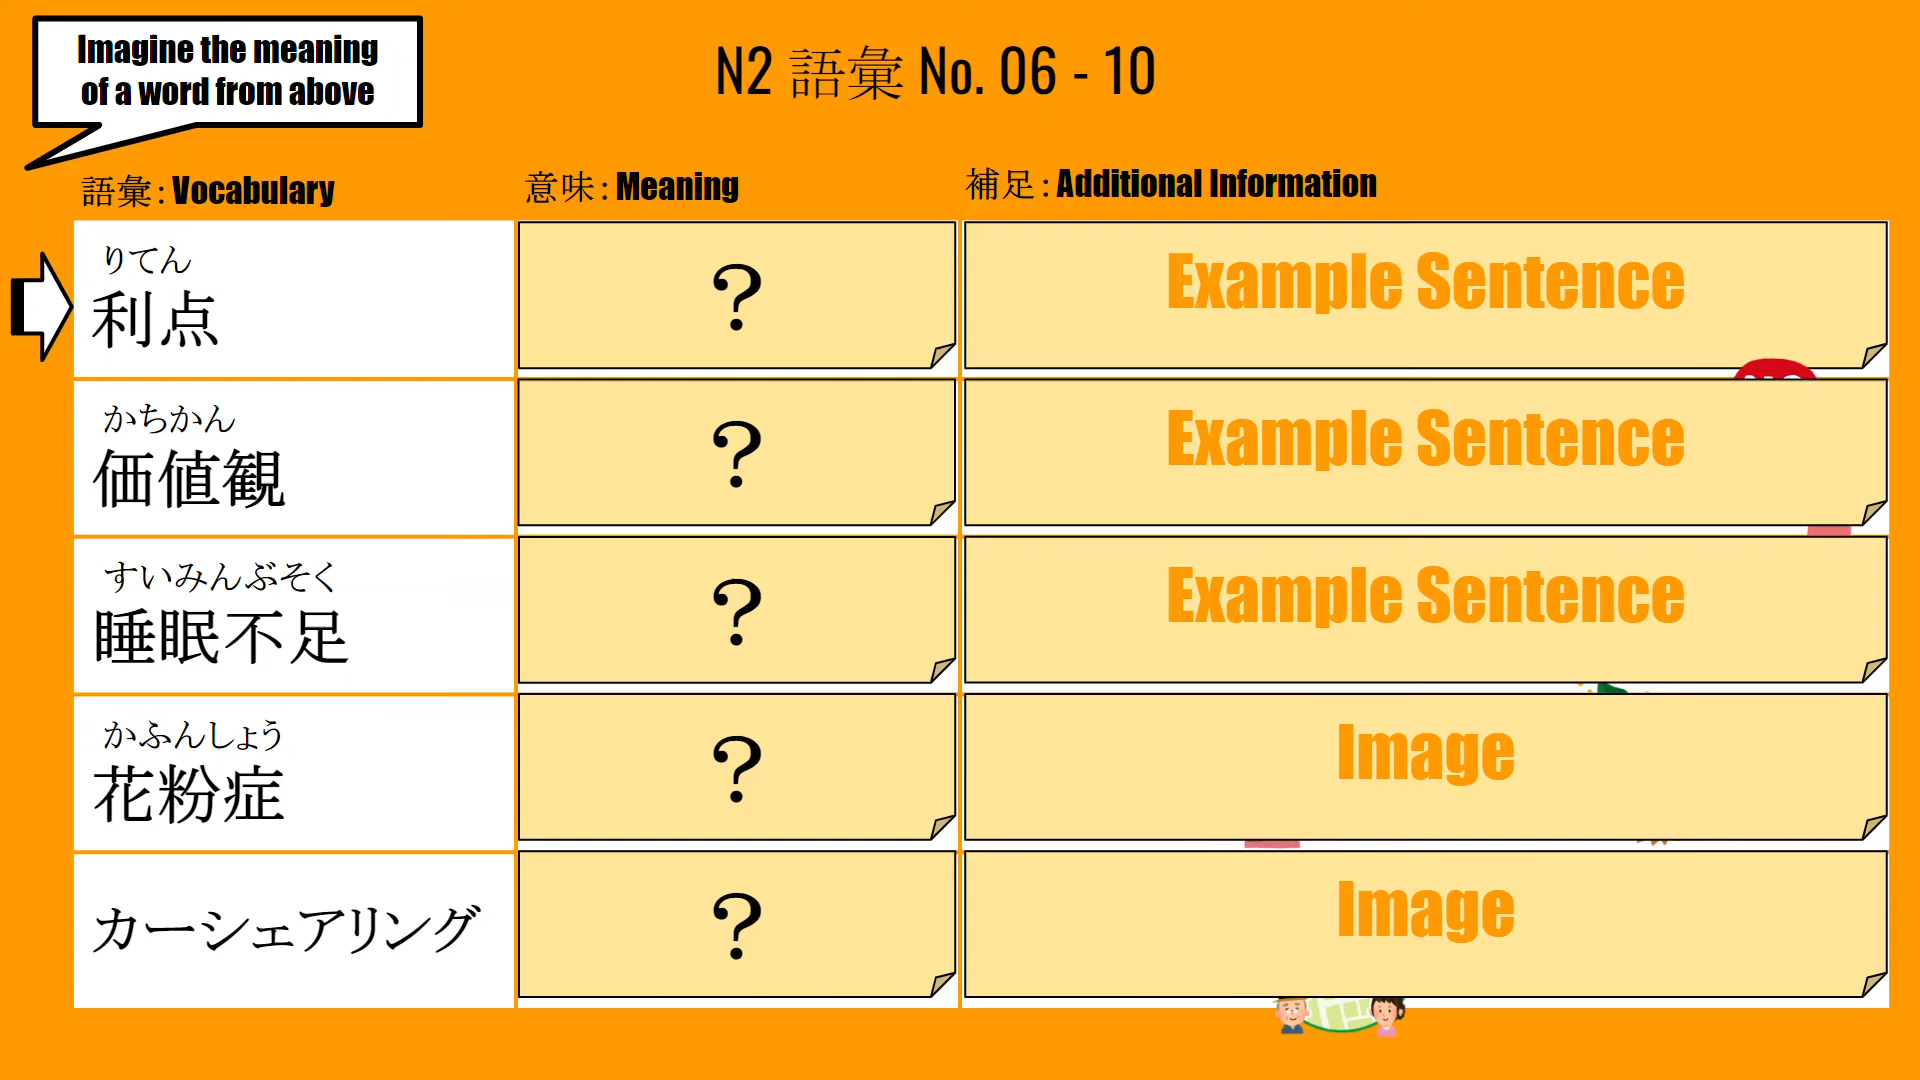 Imagine the meaning
of a word from above
N2 語彙 No. 06 - 10
語彙 : Vocabulary
意味 : Meaning
補足 : Additional Information
りてん
利点
?
Example Sentence
かちかん
価値観
?
Example Sentence
すいみんぶそく
睡眠不足
?
Example Sentence
かふんしょう
花粉症
?
Image
カーシェアリング
?
Image